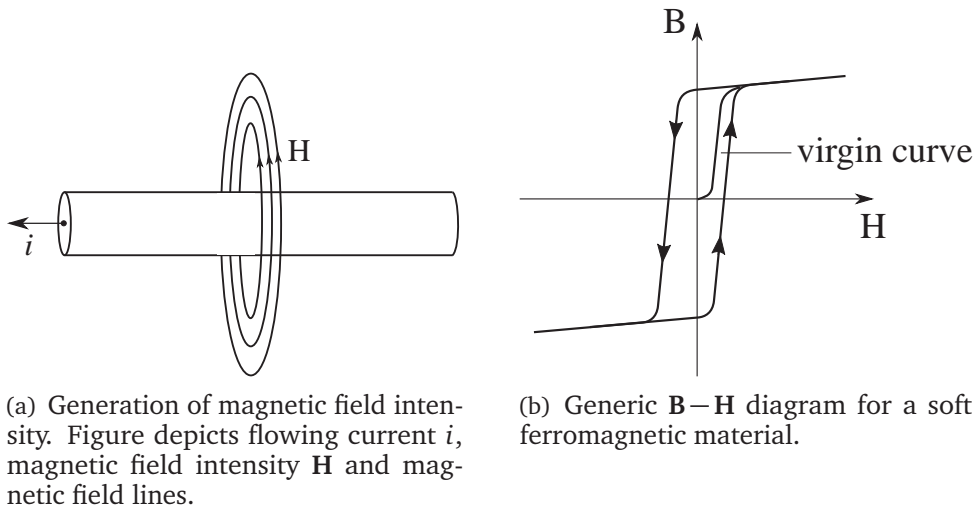 H
i
B
virgin curve
H
(a) Generation of magnetic field inten-
sity. Figure depicts flowing current i,
magnetic field intensity H and mag-
netic field lines.
(b) Generic B−H diagram for a soft
ferromagnetic material.